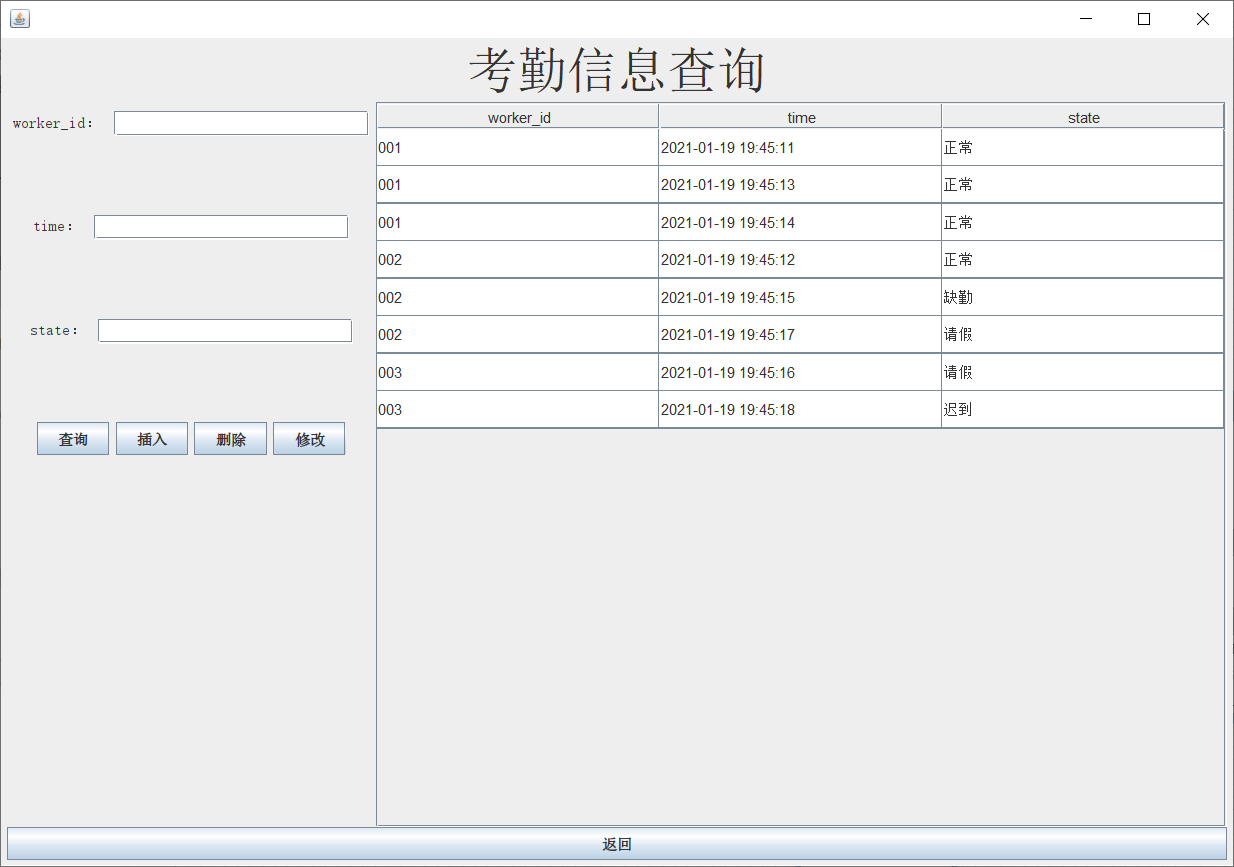 考勤信息查询
worker_id：
time：
state：
查询 插入 删除 修改
worker_id time state
001 2021-01-19 19:45:11 正常
001 2021-01-19 19:45:13 正常
001 2021-01-19 19:45:14 正常
002 2021-01-19 19:45:12 正常
002 2021-01-19 19:45:15 缺勤
002 2021-01-19 19:45:17 请假
003 2021-01-19 19:45:16 请假
003 2021-01-19 19:45:18 迟到
返回